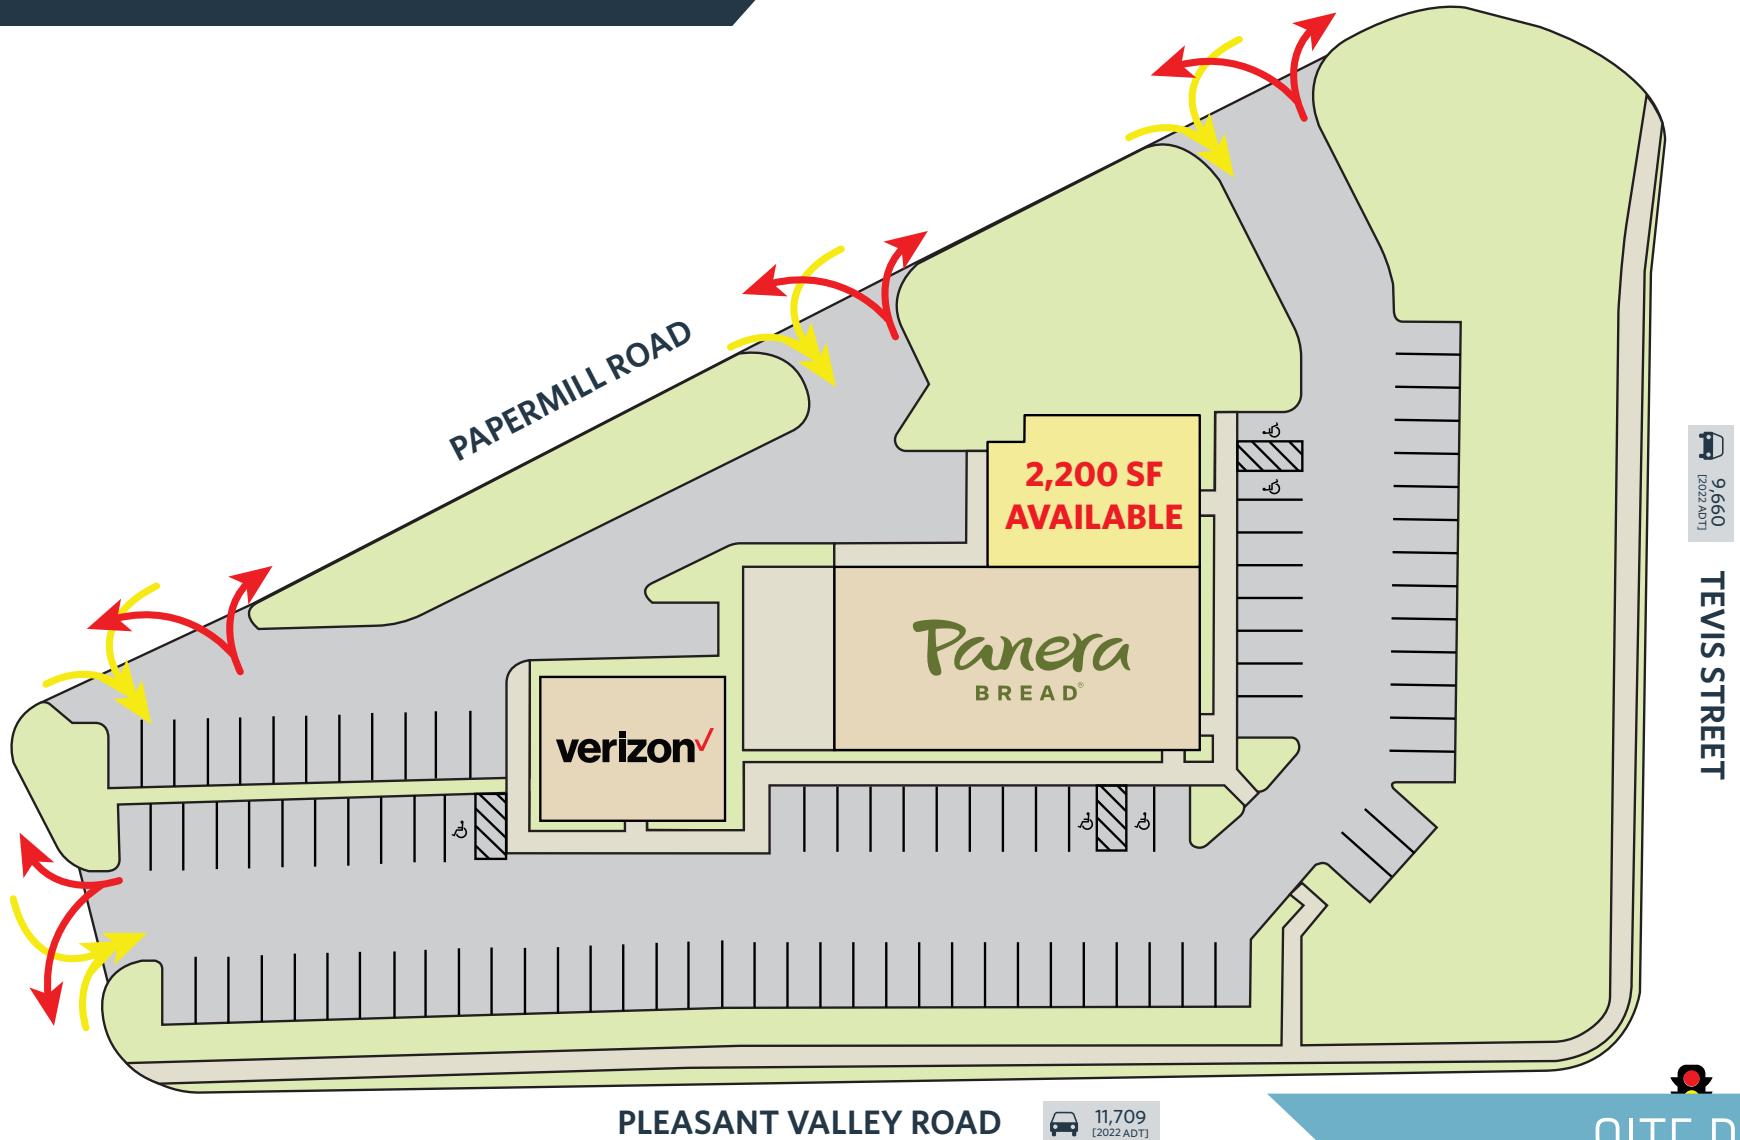 PAPERMILL ROAD
2,200 SF
AVAILABLE
9,660
[2022 ADT]
TEVIS STREET
Panera
BREAD®
verizon✓
PLEASANT VALLEY ROAD
11,709
[2022 ADT]